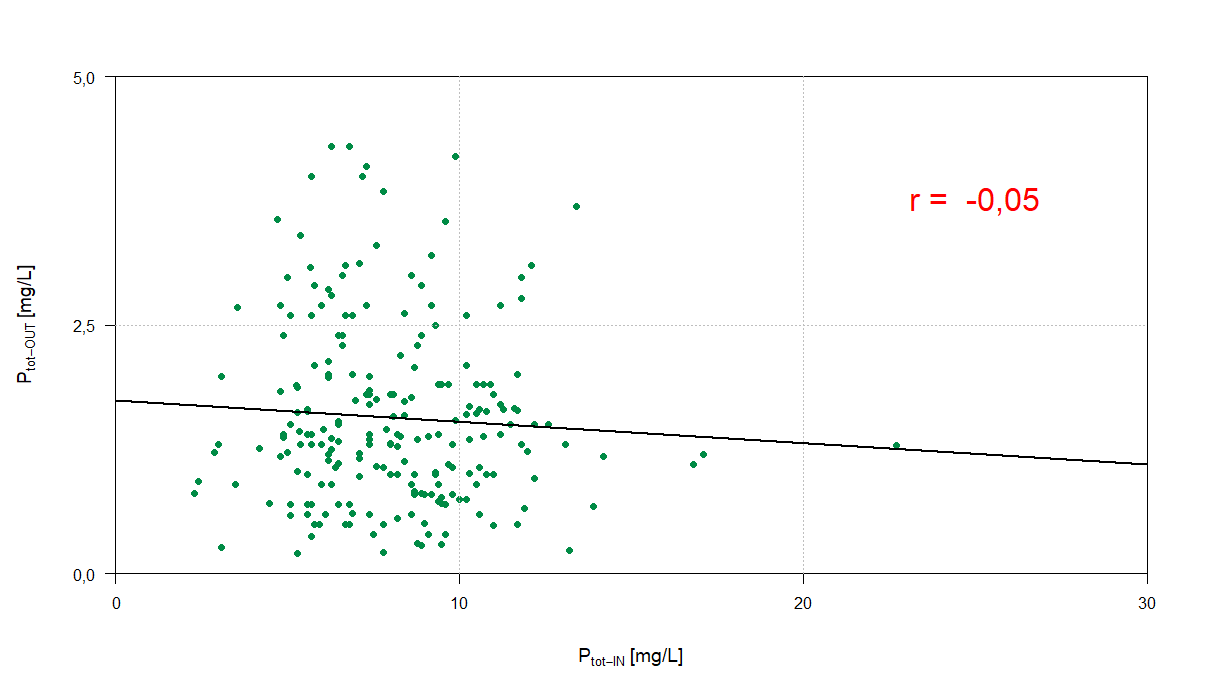 5,0
r = -0,05
2,5
0,0
0 10 20 30
Ptot–OUT [mg/L]
Ptot–IN [mg/L]